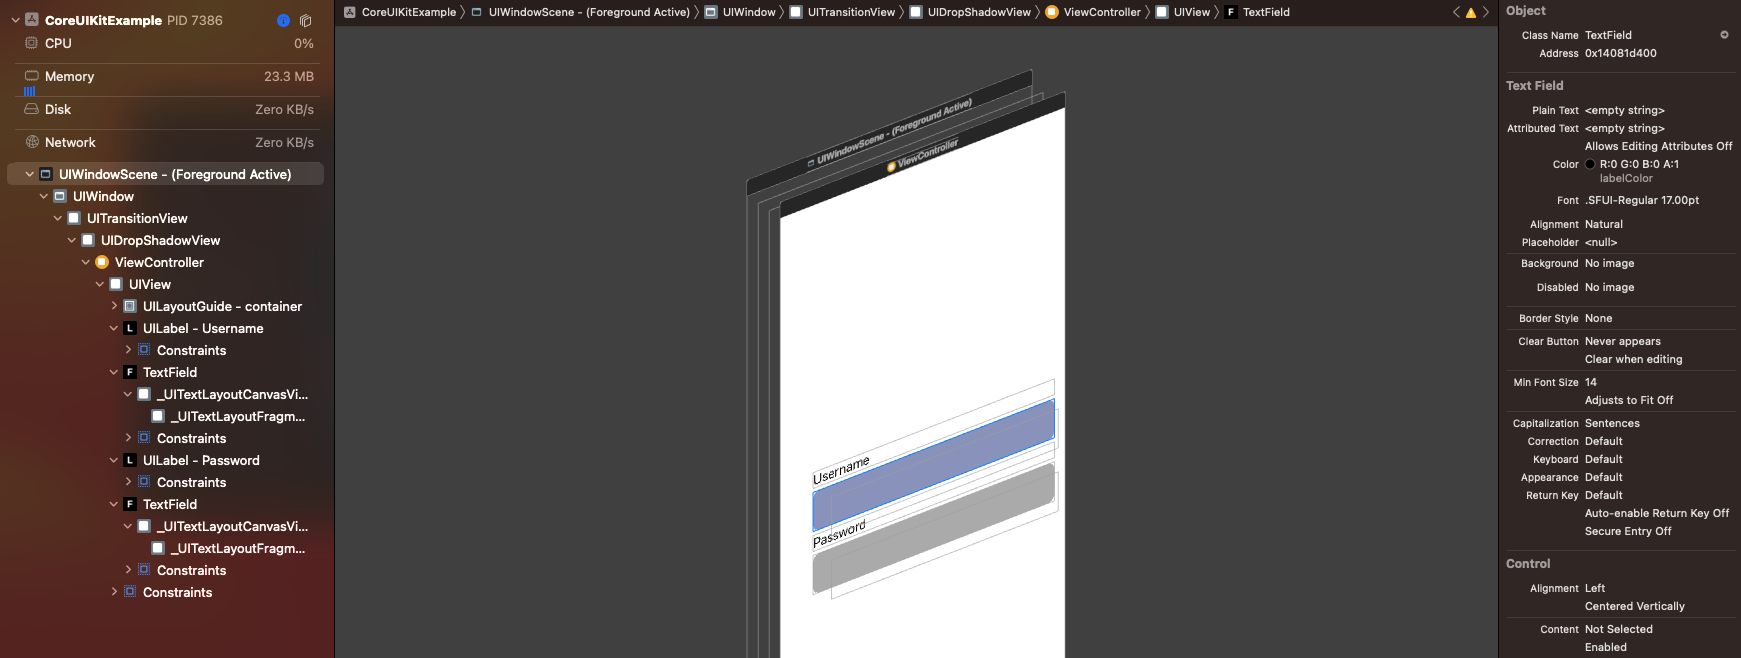 CoreUIKitExample PID 7386
CPU 0%
Memory 23.3 MB
Disk Zero KB/s
Network Zero KB/s
UIWindowScene - (Foreground Active)
UIWindow
UITransitionView
UIDropShadowView
ViewController
UIView
UILayoutGuide - container
UILabel - Username
Constraints
TextField
_UITextLayoutCanvasVi...
_UITextLayoutFragm...
Constraints
UILabel - Password
Constraints
TextField
_UITextLayoutCanvasVi...
_UITextLayoutFragm...
Constraints
Constraints
CoreUIKitExample UIWindowScene - (Foreground Active) UIWindow UITransitionView UIDropShadowView ViewController UIView F TextField
UIWindowScene - (Foreground Active)
ViewController
Username
Password
Object
Class Name TextField
Address 0x14081d400
Text Field
Plain Text <empty string>
Attributed Text <empty string>
Allows Editing Attributes Off
Color R:0 G:0 B:0 A:1
labelColor
Font .SFUI-Regular 17.00pt
Alignment Natural
Placeholder <null>
Background No image
Disabled No image
Border Style None
Clear Button Never appears
Clear when editing
Min Font Size 14
Adjusts to Fit Off
Capitalization Sentences
Correction Default
Keyboard Default
Appearance Default
Return Key Default
Auto-enable Return Key Off
Secure Entry Off
Control
Alignment Left
Centered Vertically
Content Not Selected
Enabled